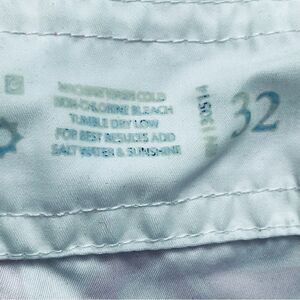 MACHINE WASH COLD
NON-CHLORINE BLEACH
TUMBLE DRY LOW
FOR BEST RESULTS ADD
SALT WATER & SUNSHINE
32